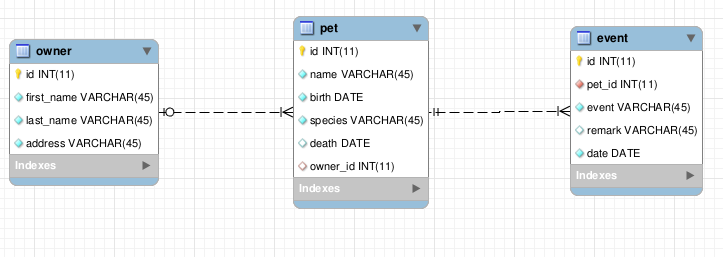 owner
id INT(11)
first_name VARCHAR(45)
last_name VARCHAR(45)
address VARCHAR(45)
Indexes
pet
id INT(11)
name VARCHAR(45)
birth DATE
species VARCHAR(45)
death DATE
owner_id INT(11)
Indexes
event
id INT(11)
pet_id INT(11)
event VARCHAR(45)
remark VARCHAR(45)
date DATE
Indexes